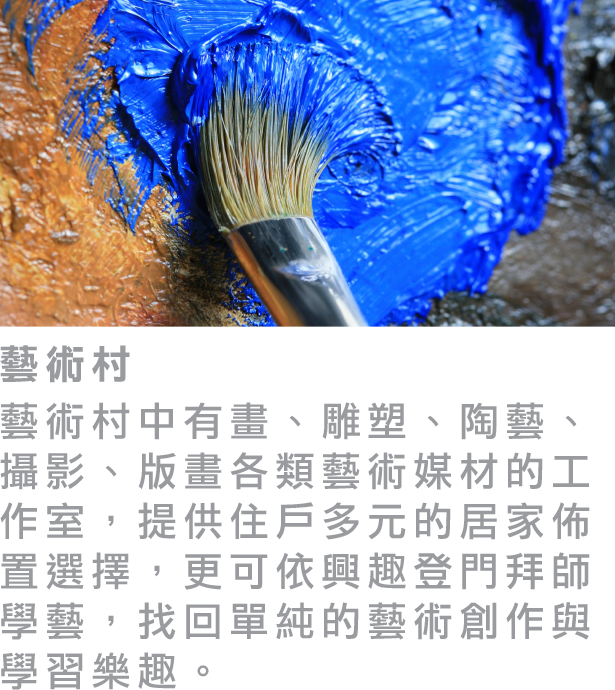 藝術村
藝術村中有畫、雕塑、陶藝、
攝影、版畫各類藝術媒材的工
作室，提供住戶多元的居家佈
置選擇，更可依興趣登門拜師
學藝，找回單純的藝術創作與
學習樂趣。